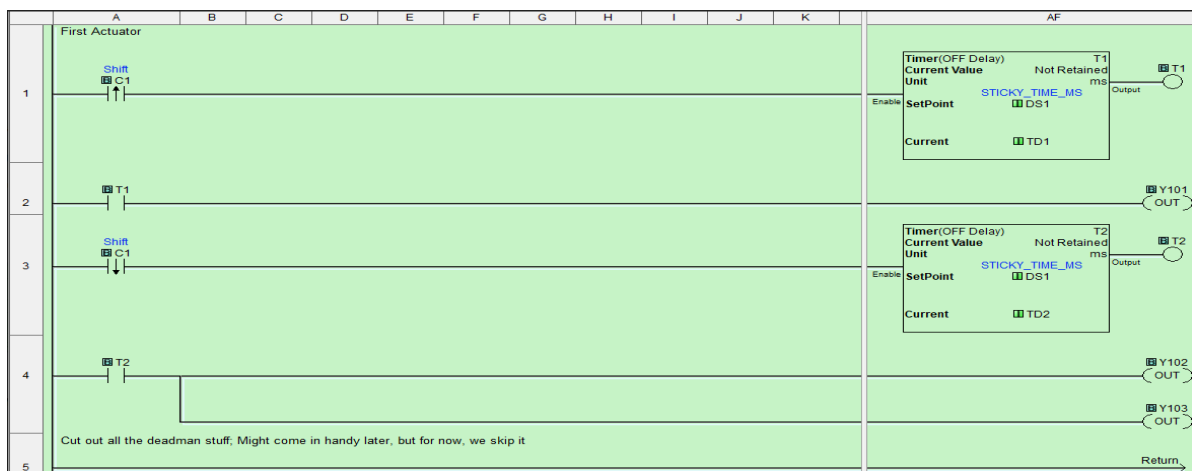 A B C D E F G H I J K AF
First Actuator
1
Shift
C1
Timer(OFF Delay) T1
Current Value Not Retained
Unit ms
STICKY_TIME_MS
Enable SetPoint DS1
Current TD1
Output
T1
2
T1
Y101
OUT
3
Shift
C1
Timer(OFF Delay) T2
Current Value Not Retained
Unit ms
STICKY_TIME_MS
Enable SetPoint DS1
Current TD2
Output
T2
4
T2
Y102
OUT
Y103
OUT
Cut out all the deadman stuff; Might come in handy later, but for now, we skip it
5
Return